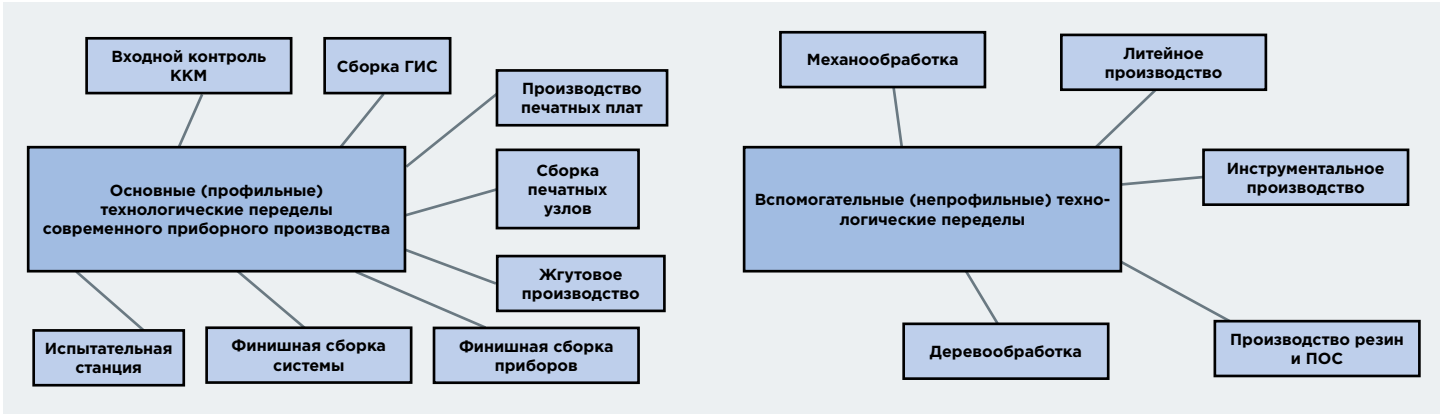 Входной контроль
ККМ
Сборка ГИС
Производство
печатных плат
Основные (профильные)
технологические переделы
современного приборного производства
Сборка
печатных
узлов
Жгутовое
производство
Испытательная
станция
Финишная сборка
системы
Финишная сборка
приборов
Механообработка
Литейное
производство
Вспомогательные (непрофильные) техно-
логические переделы
Инструментальное
производство
Деревообработка
Производство резин
и ПОС